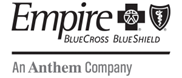 Empire
BLUECROSS BLUESHIELD
An Anthem Company